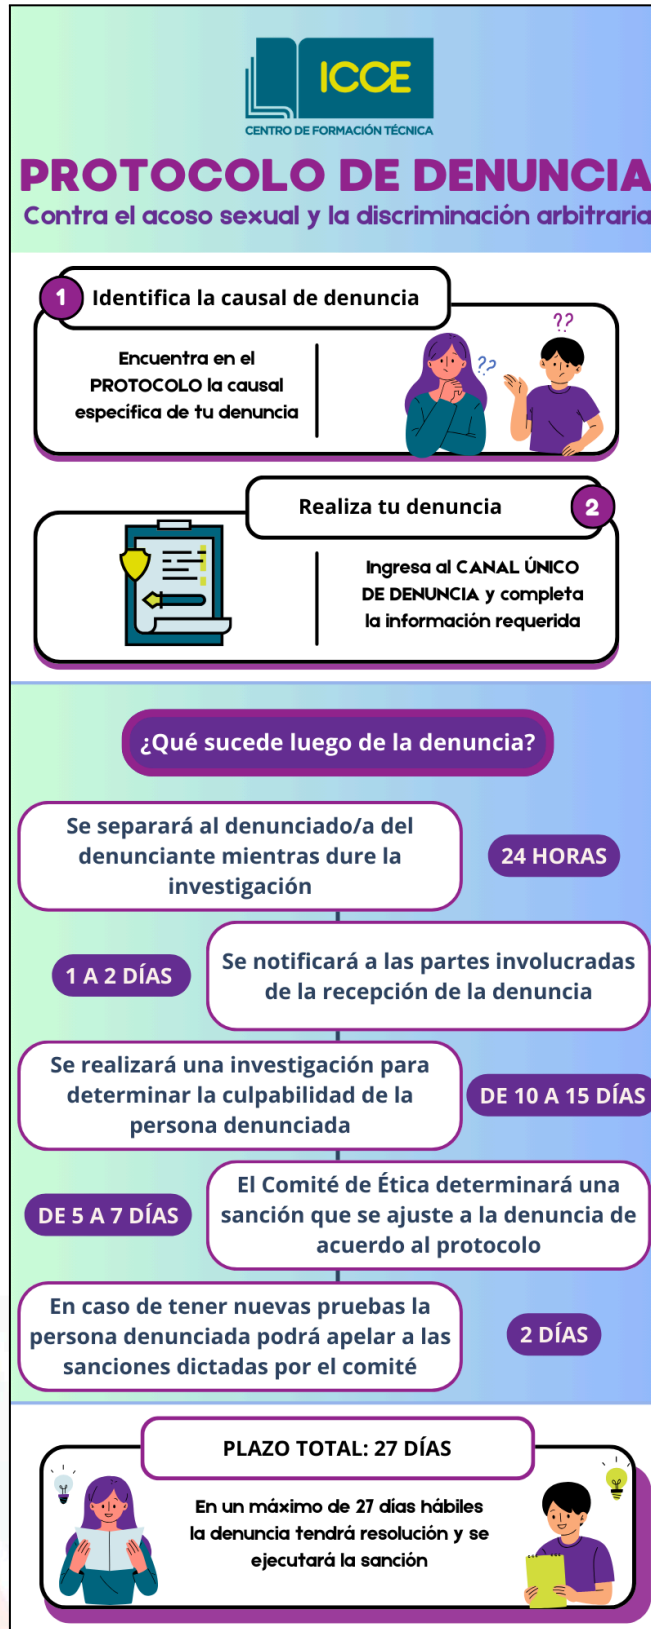 ICCE
CENTRO DE FORMACIÓN TÉCNICA
PROTOCOLO DE DENUNCIA
Contra el acoso sexual y la discriminación arbitraria
1
Identifica la causal de denuncia
Encuentra en el
PROTOCOLO la causal
específica de tu denuncia
??
??
Realiza tu denuncia
2
Ingresa al CANAL ÚNICO
DE DENUNCIA y completa
la información requerida
¿Qué sucede luego de la denuncia?
Se separará al denunciado/a del
denunciante mientras dure la
investigación
24 HORAS
1 A 2 DÍAS
Se notificará a las partes involucradas
de la recepción de la denuncia
Se realizará una investigación para
determinar la culpabilidad de la
persona denunciada
DE 10 A 15 DÍAS
DE 5 A 7 DÍAS
El Comité de Ética determinará una
sanción que se ajuste a la denuncia de
acuerdo al protocolo
En caso de tener nuevas pruebas la
persona denunciada podrá apelar a las
sanciones dictadas por el comité
2 DÍAS
PLAZO TOTAL: 27 DÍAS
En un máximo de 27 días hábiles
la denuncia tendrá resolución y se
ejecutará la sanción